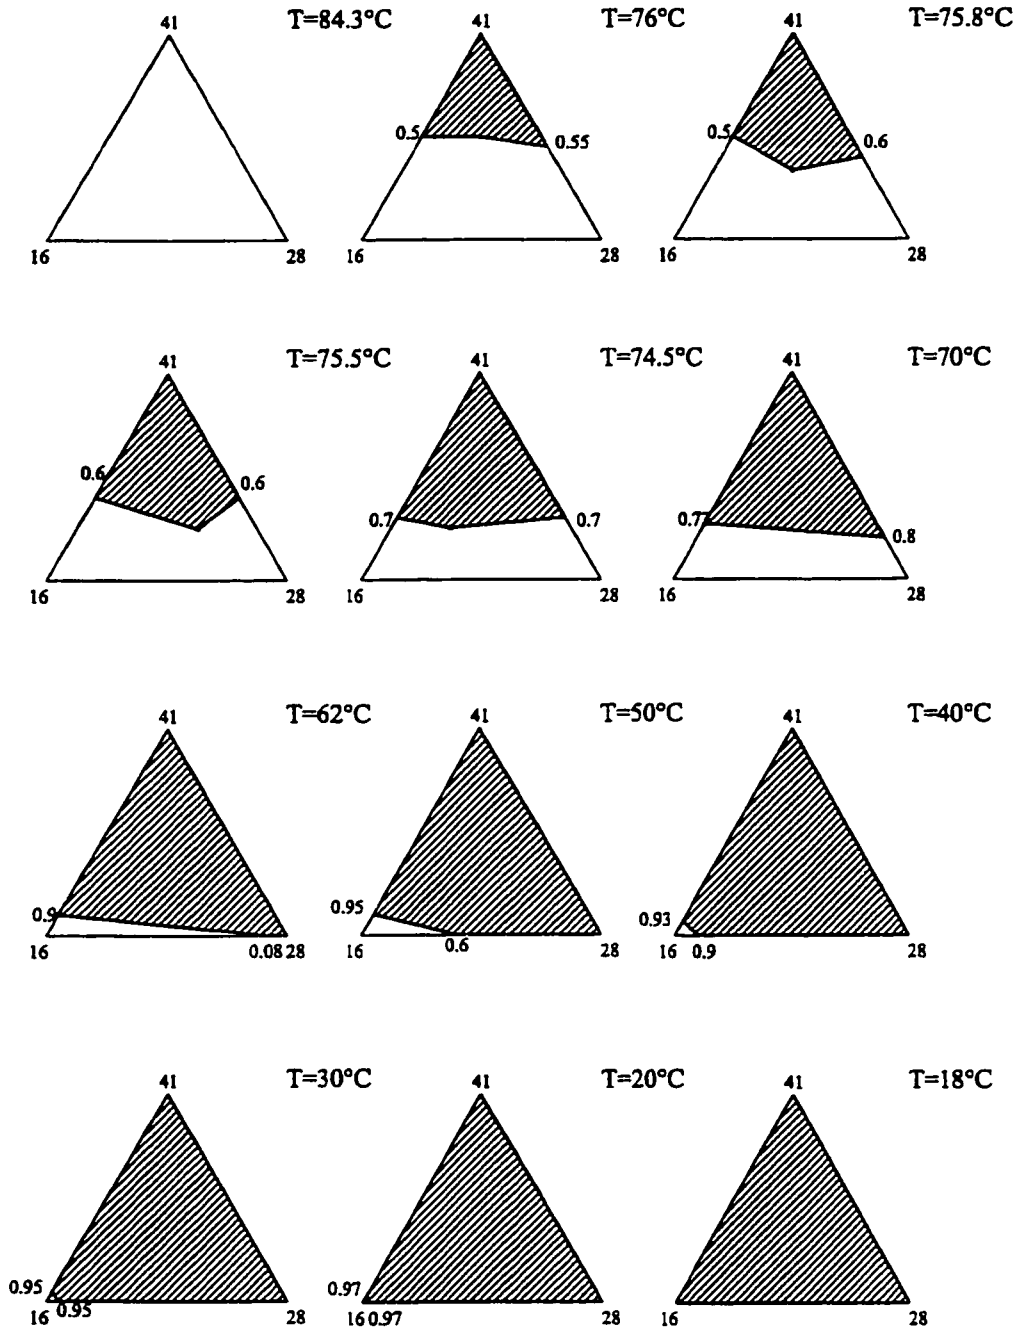 41 T=84.3°C
0.5 0.55
16 28
41 T=76°C
16 28
41 T=75.8°C
0.5 0.6
16 28
41 T=75.5°C
0.6 0.6
16 28
41 T=74.5°C
0.7 0.7
16 28
41 T=70°C
0.77 0.8
16 28
41 T=62°C
0.9
16 0.08 28
41 T=50°C
0.95
16 0.6 28
41 T=40°C
0.93
16 0.9 28
41 T=30°C
0.95
16 0.95 28
41 T=20°C
0.97
16 0.97 28
41 T=18°C
16 28